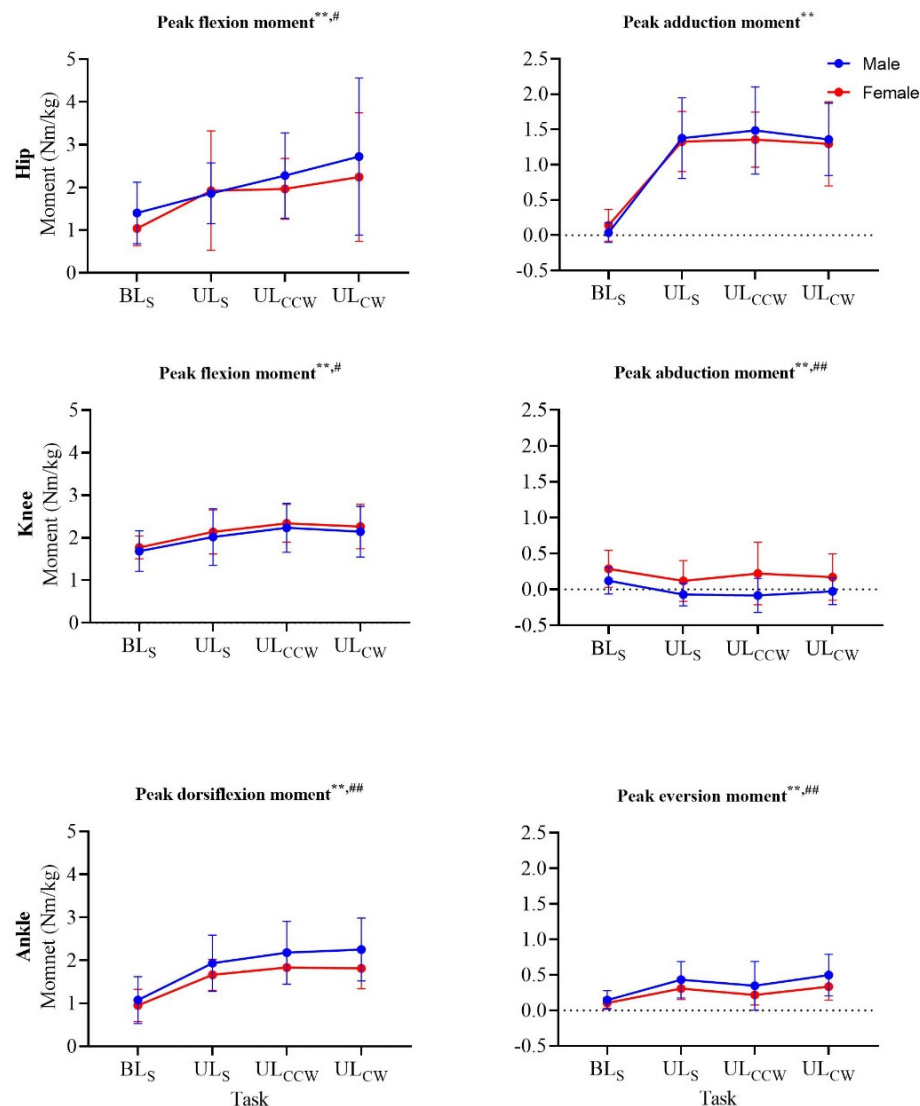 Peak flexion moment**,#
Peak adduction moment**
Male
Female
Hip
Moment (Nm/kg)
5
4
3
2
1
0
2.5
2.0
1.5
1.0
0.5
0.0
-0.5
BLS ULS ULCCW ULCW
BLS ULS ULCCW ULCW
Peak flexion moment**,#
Peak abduction moment**,##
Knee
Moment (Nm/kg)
5
4
3
2
1
0
2.5
2.0
1.5
1.0
0.5
0.0
-0.5
BLS ULS ULCCW ULCW
BLS ULS ULCCW ULCW
Peak dorsiflexion moment**,##
Peak eversion moment**,##
Ankle
Momnet (Nm/kg)
5
4
3
2
1
0
2.5
2.0
1.5
1.0
0.5
0.0
-0.5
BLS ULS ULCCW ULCW
BLS ULS ULCCW ULCW
Task
Task